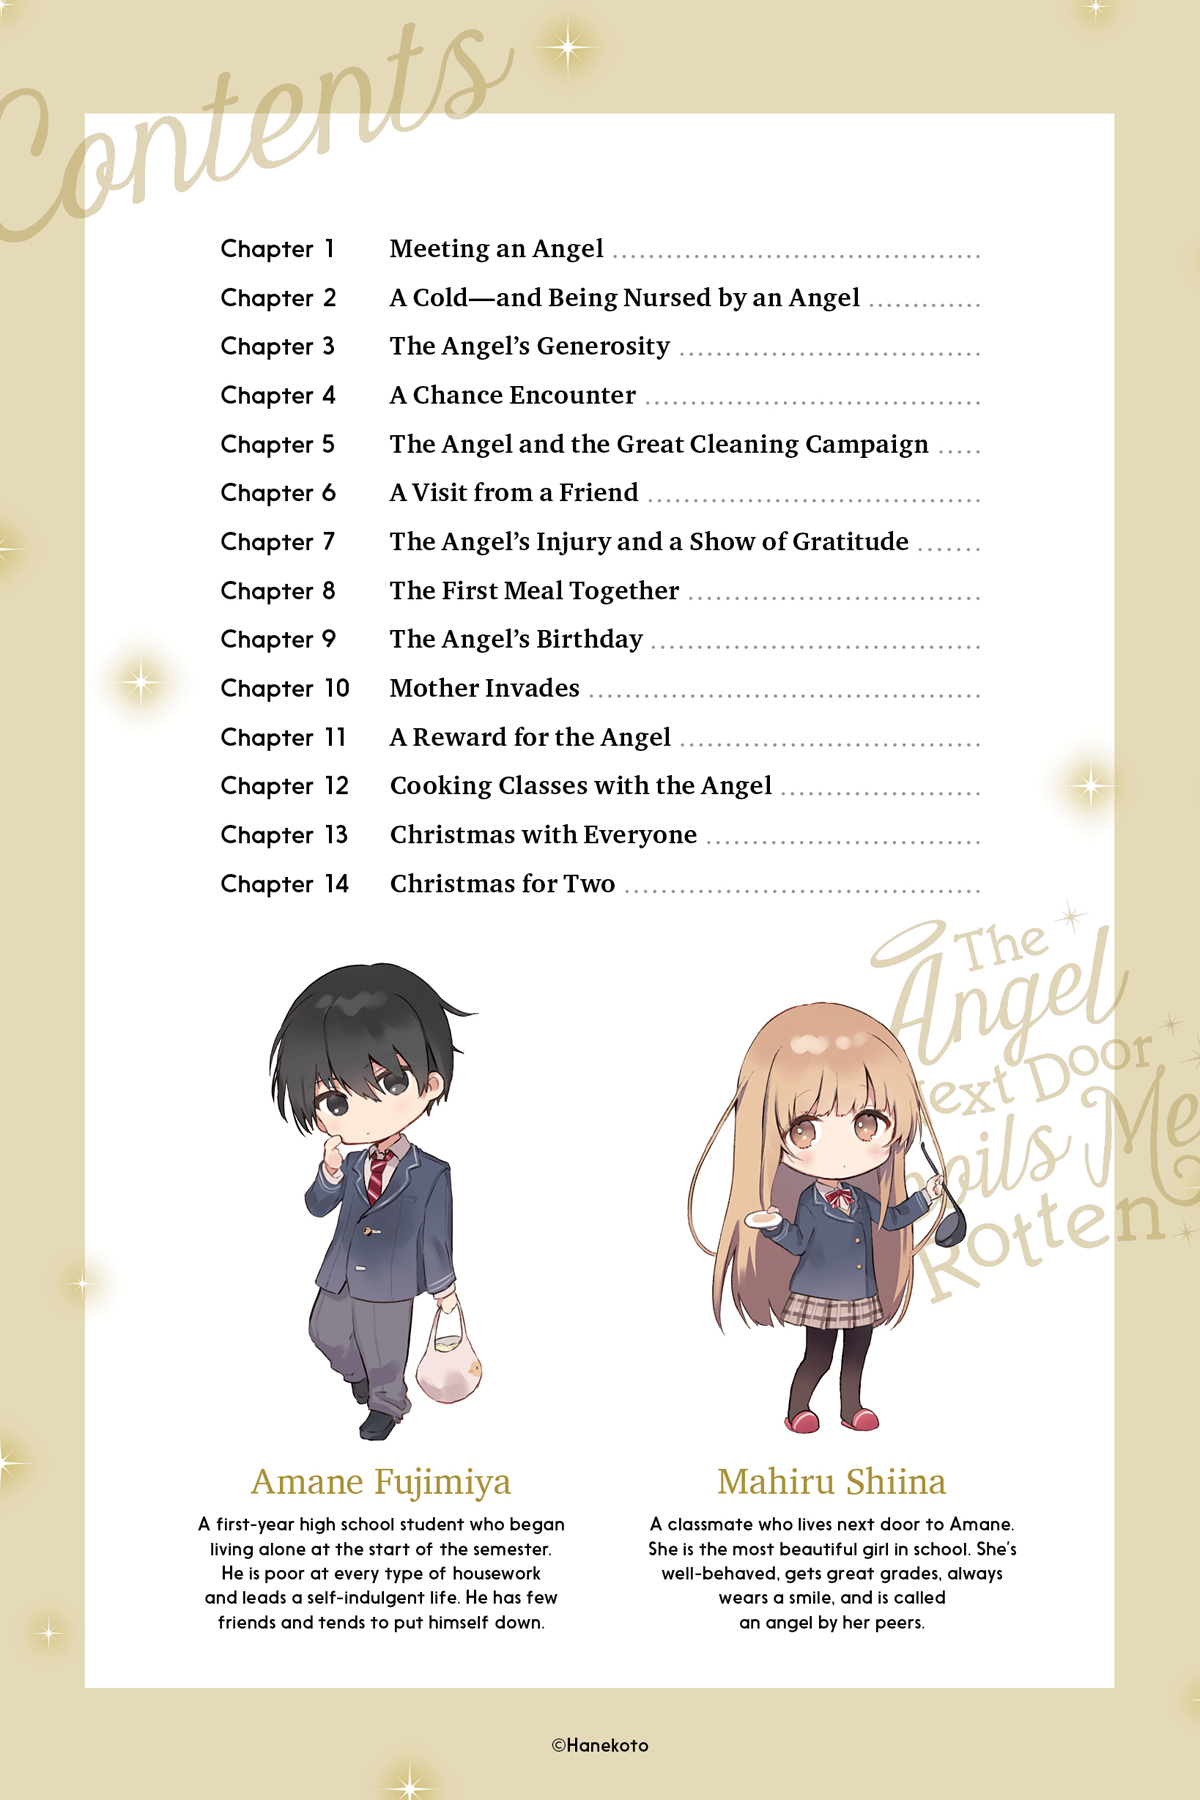 Contents
Chapter 1 Meeting an Angel
Chapter 2 A Cold—and Being Nursed by an Angel
Chapter 3 The Angel’s Generosity
Chapter 4 A Chance Encounter
Chapter 5 The Angel and the Great Cleaning Campaign
Chapter 6 A Visit from a Friend
Chapter 7 The Angel’s Injury and a Show of Gratitude
Chapter 8 The First Meal Together
Chapter 9 The Angel’s Birthday
Chapter 10 Mother Invades
Chapter 11 A Reward for the Angel
Chapter 12 Cooking Classes with the Angel
Chapter 13 Christmas with Everyone
Chapter 14 Christmas for Two
The
Angel
Next Door
Spoils Me
Rotten
Amane Fujimiya
A first-year high school student who began
living alone at the start of the semester.
He is poor at every type of housework
and leads a self-indulgent life. He has few
friends and tends to put himself down.
Mahiru Shiina
A classmate who lives next door to Amane.
She is the most beautiful girl in school. She's
well-behaved, gets great grades, always
wears a smile, and is called
an angel by her peers.
©Hanekoto